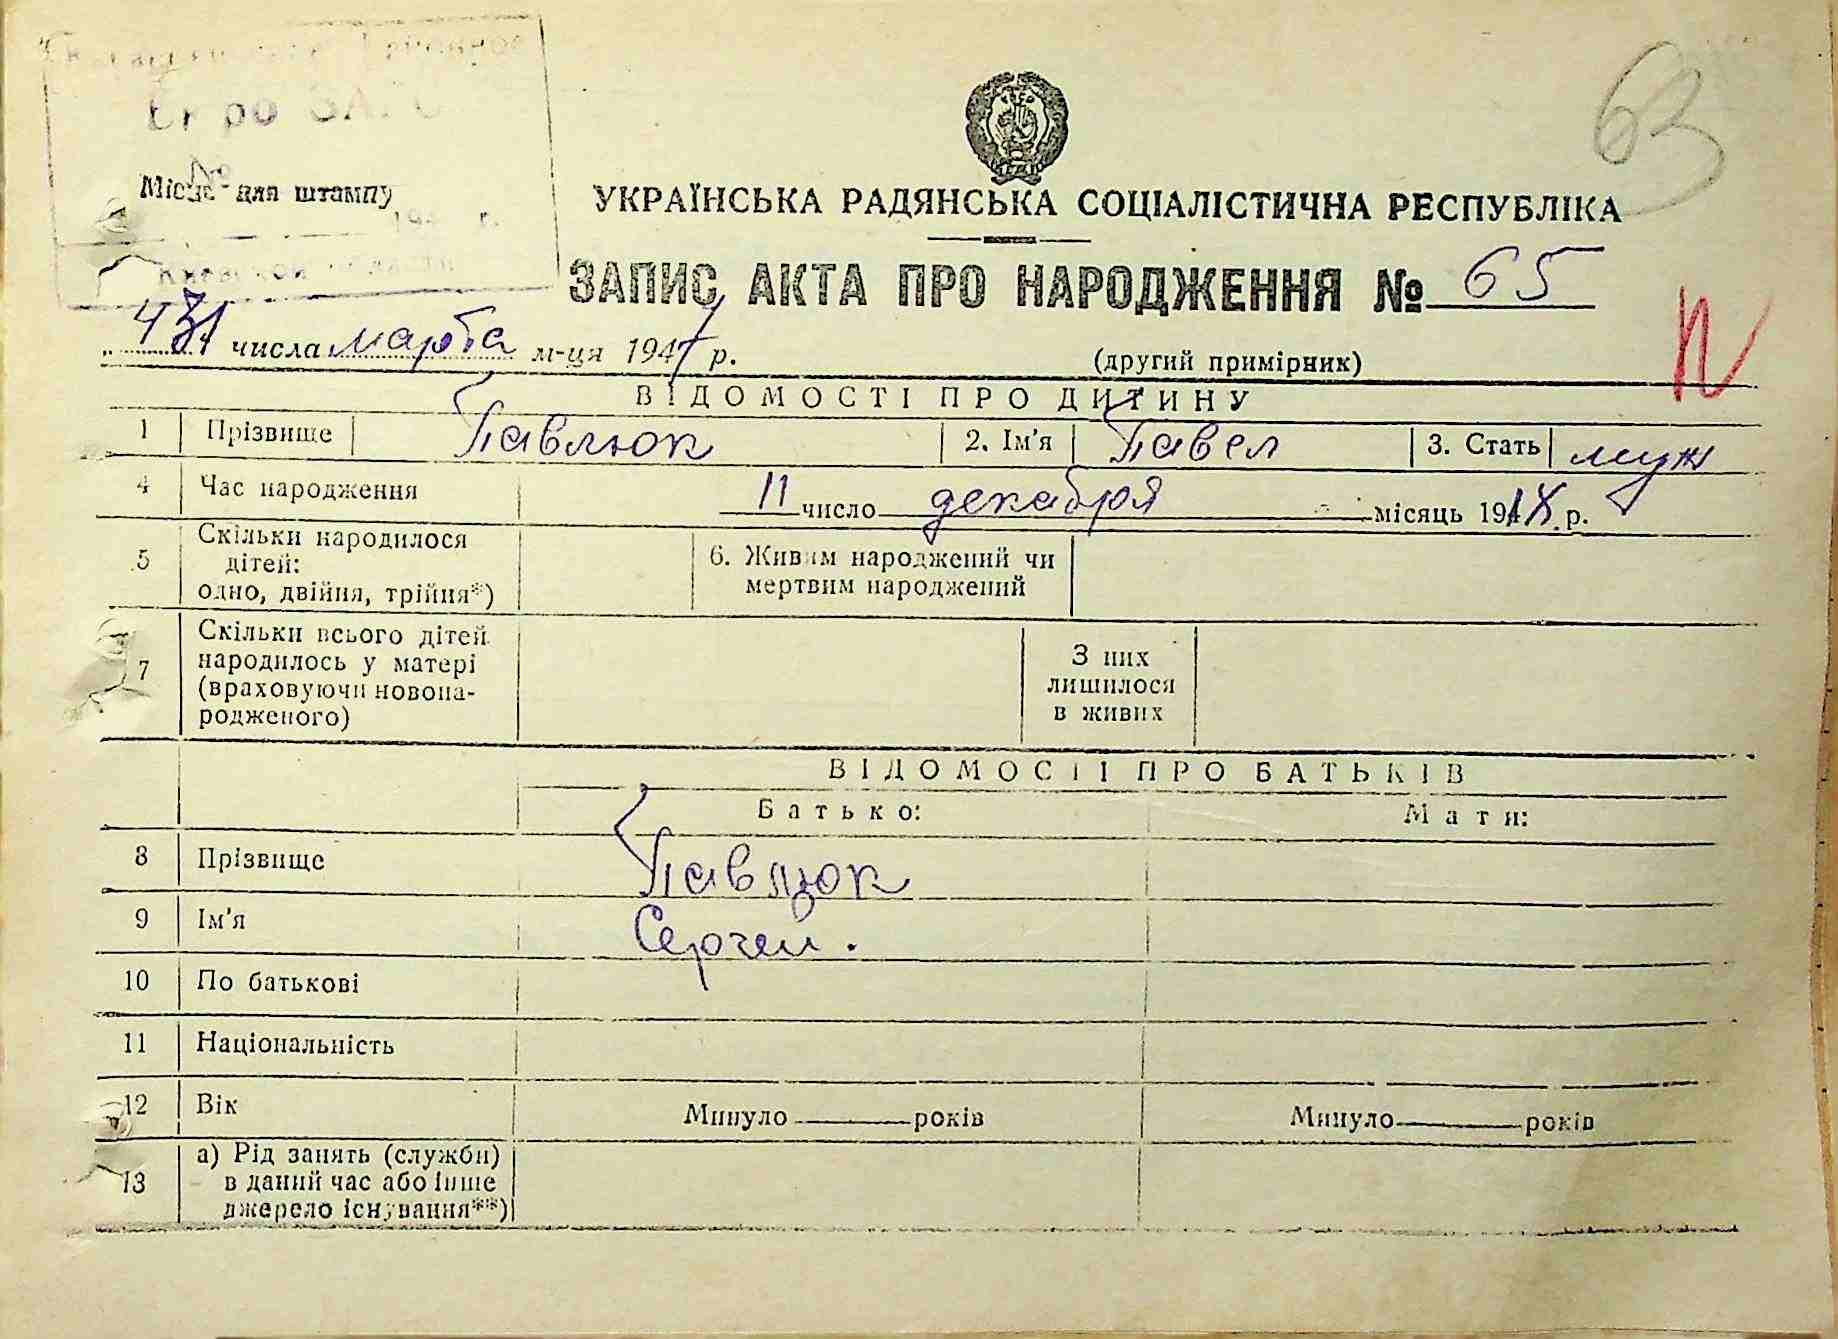 63
Бюро ЗАГС
№
Місце для штампу
194 г.
УКРАЇНСЬКА РАДЯНСЬКА СОЦІАЛІСТИЧНА РЕСПУБЛІКА
ЗАПИС АКТА ПРО НАРОДЖЕННЯ № 65
числа марта м-ця 1947 р.
(другий примірник)
ВІДОМОСТІ ПРО ДИТИНУ
1 Прізвище Павлюк 2. Ім'я Павел 3. Стать муж
4 Час народження 11 число декабря місяць р.
5 Скільки народилося дітей: одно, двійня, трійня*) 6. Живим народжений чи мертвим народжений
7 Скільки всього дітей народилось у матері (враховуючи новона-родженого) З них лишилося в живих
ВІДОМОСТІ ПРО БАТЬКІВ
Батько: Мати:
8 Прізвище Павлюк
9 Ім'я Сергей.
10 По батькові
11 Національність
12 Вік Минуло років Минуло років
13 а) Рід занять (служби) в даний час або інше джерело існування**)